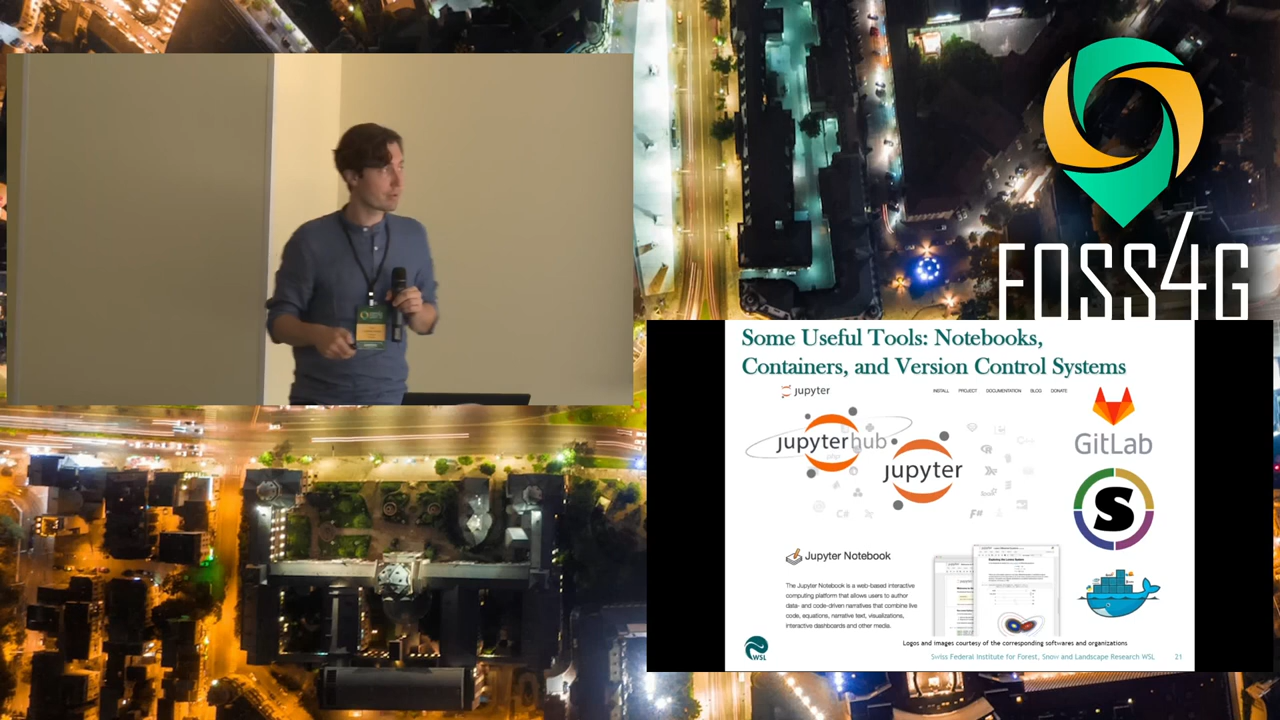 FOSS4G
Some Useful Tools: Notebooks,
Containers, and Version Control Systems
jupyter
INSTALL PROJECT DOCUMENTATION BLOG DONATE
jupyterhub
jupyter
php
C#
F#
GitLab
S
Jupyter Notebook
The Jupyter Notebook is a web-based interactive
computing platform that allows users to author
data- and code-driven narratives that combine live
code, equations, narrative text, visualizations,
interactive dashboards and other media.
Logos and images courtesy of the corresponding softwares and organizations
WSL
Swiss Federal Institute for Forest, Snow and Landscape Research WSL 21